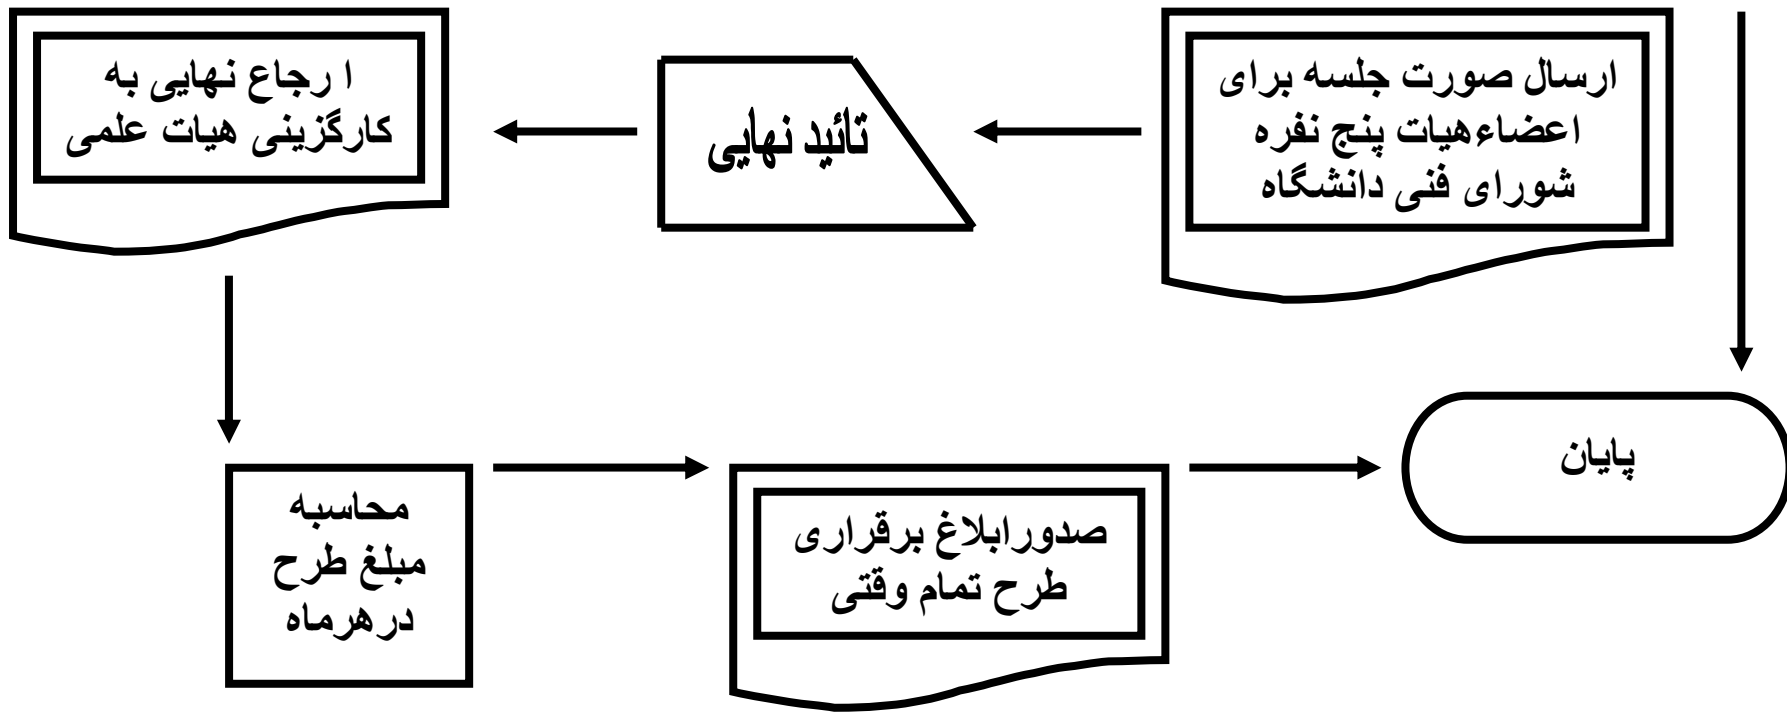 ارسال صورت جلسه برای
اعضاءهیات پنج نفره
شورای فنی دانشگاه
تائید نهایی
ا رجاع نهایی به
کارگزینی هیات علمی
محاسبه
مبلغ طرح
درهرماه
صدورابلاغ برقراری
طرح تمام وقتی
پایان